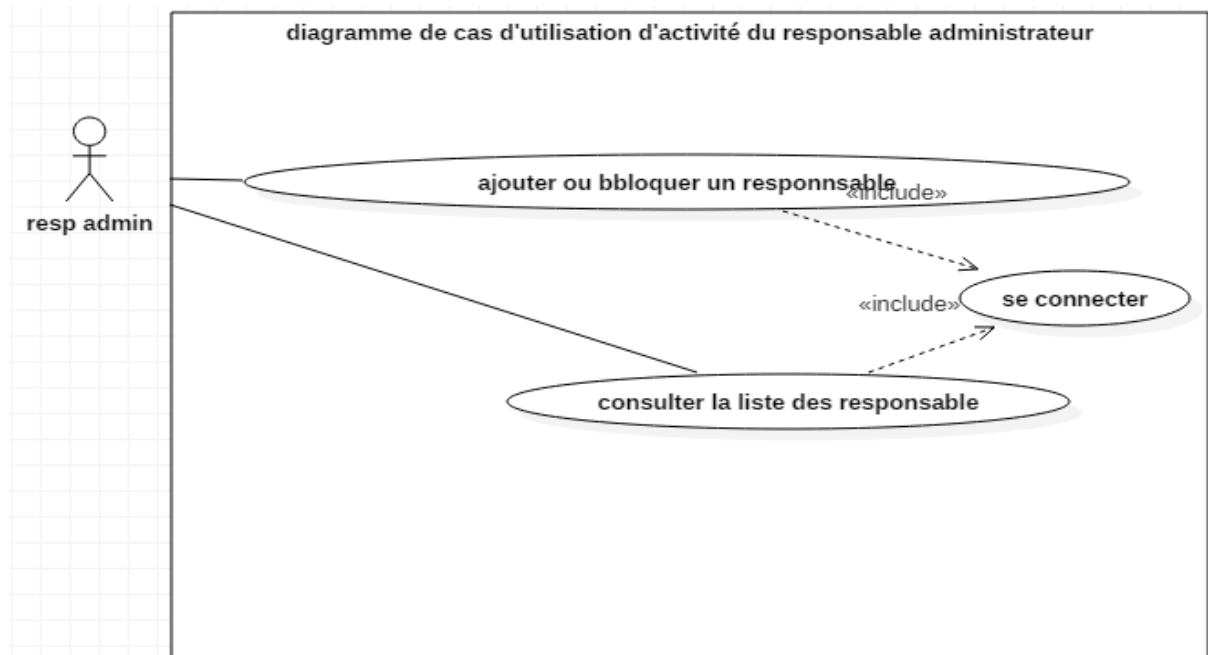 diagramme de cas d'utilisation d'activité du responsable administrateur
ajouter ou bbloquer un responnsable
«include»
resp admin
se connecter
«include»
consulter la liste des responsable